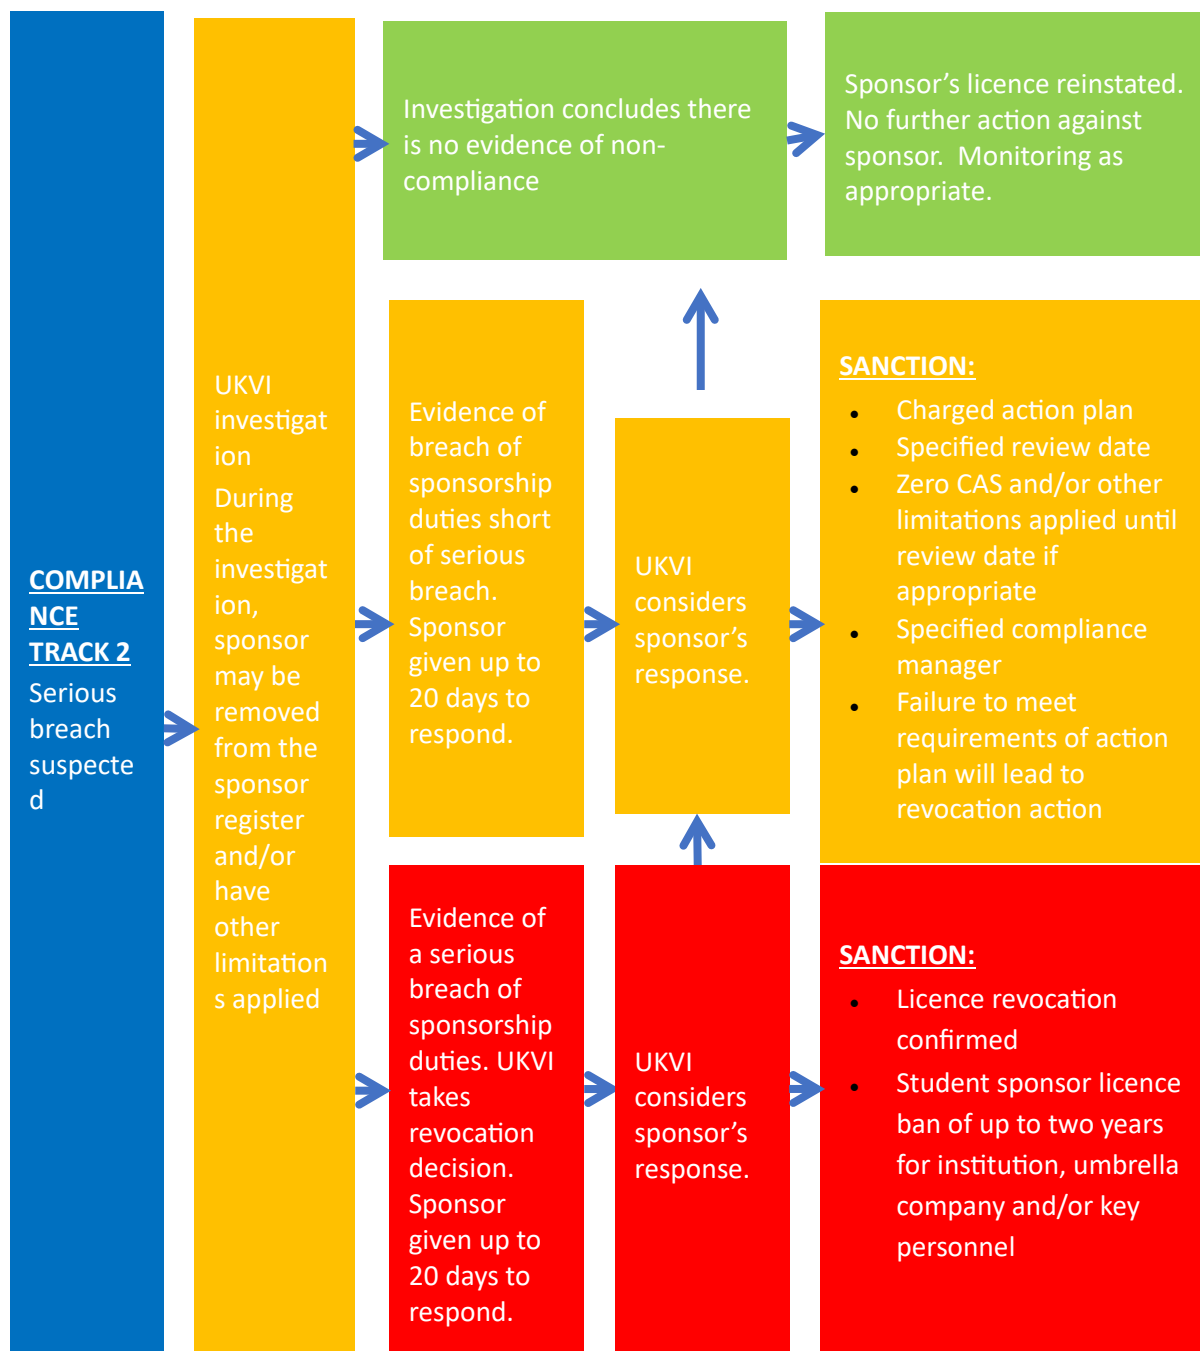 COMPLIA
NCE
TRACK 2
Serious
breach
suspecte
d
UKVI
investigat
ion
During
the
investigat
ion,
sponsor
may be
removed
from the
sponsor
register
and/or
have
other
limitation
s applied
Investigation concludes there
is no evidence of non-
compliance
Sponsor’s licence reinstated.
No further action against
sponsor.  Monitoring as
appropriate.
Evidence of
breach of
sponsorship
duties short
of serious
breach.
Sponsor
given up to
20 days to
respond.
UKVI
considers
sponsor’s
response.
SANCTION:
• Charged action plan
• Specified review date
• Zero CAS and/or other
limitations applied until
review date if
appropriate
• Specified compliance
manager
• Failure to meet
requirements of action
plan will lead to
revocation action
Evidence of
a serious
breach of
sponsorship
duties. UKVI
takes
revocation
decision.
Sponsor
given up to
20 days to
respond.
UKVI
considers
sponsor’s
response.
SANCTION:
• Licence revocation
confirmed
• Student sponsor licence
ban of up to two years
for institution, umbrella
company and/or key
personnel